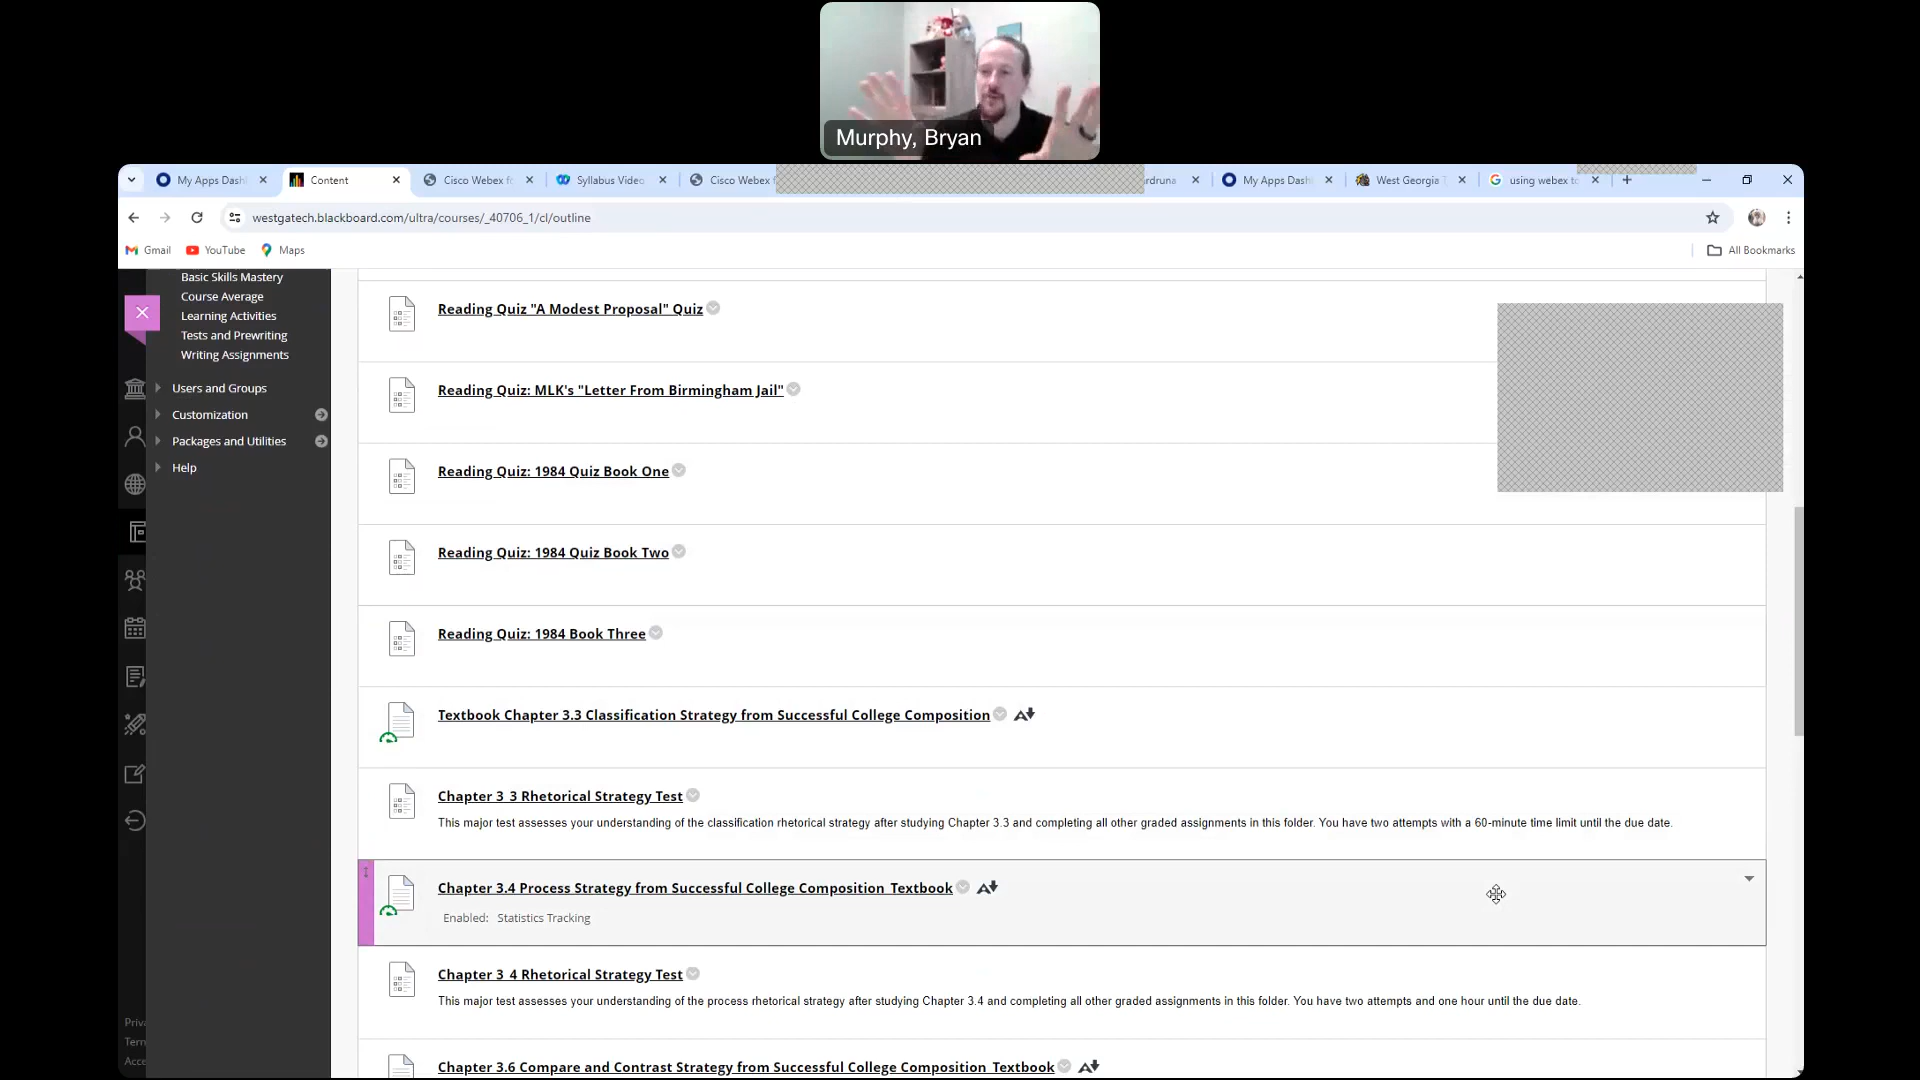 Murphy, Bryan
My Apps Dash
Content
Cisco Webex fo
Syllabus Video
Cisco Webex f
rdruna
My Apps Dash
West Georgia T
using webex to
westgatech.blackboard.com/ultra/courses/_40706_1/cl/outline
Gmail
YouTube
Maps
All Bookmarks
Basic Skills Mastery
Course Average
Learning Activities
Tests and Prewriting
Writing Assignments
Users and Groups
Customization
Packages and Utilities
Help
Priva
Term
Acce
Reading Quiz "A Modest Proposal" Quiz
Reading Quiz: MLK's "Letter From Birmingham Jail"
Reading Quiz: 1984 Quiz Book One
Reading Quiz: 1984 Quiz Book Two
Reading Quiz: 1984 Book Three
Textbook Chapter 3.3 Classification Strategy from Successful College Composition
Chapter 3_3 Rhetorical Strategy Test
This major test assesses your understanding of the classification rhetorical strategy after studying Chapter 3.3 and completing all other graded assignments in this folder. You have two attempts with a 60-minute time limit until the due date.
Chapter 3.4 Process Strategy from Successful College Composition_Textbook
Enabled: Statistics Tracking
Chapter 3_4 Rhetorical Strategy Test
This major test assesses your understanding of the process rhetorical strategy after studying Chapter 3.4 and completing all other graded assignments in this folder. You have two attempts and one hour until the due date.
Chapter 3.6 Compare and Contrast Strategy from Successful College Composition_Textbook